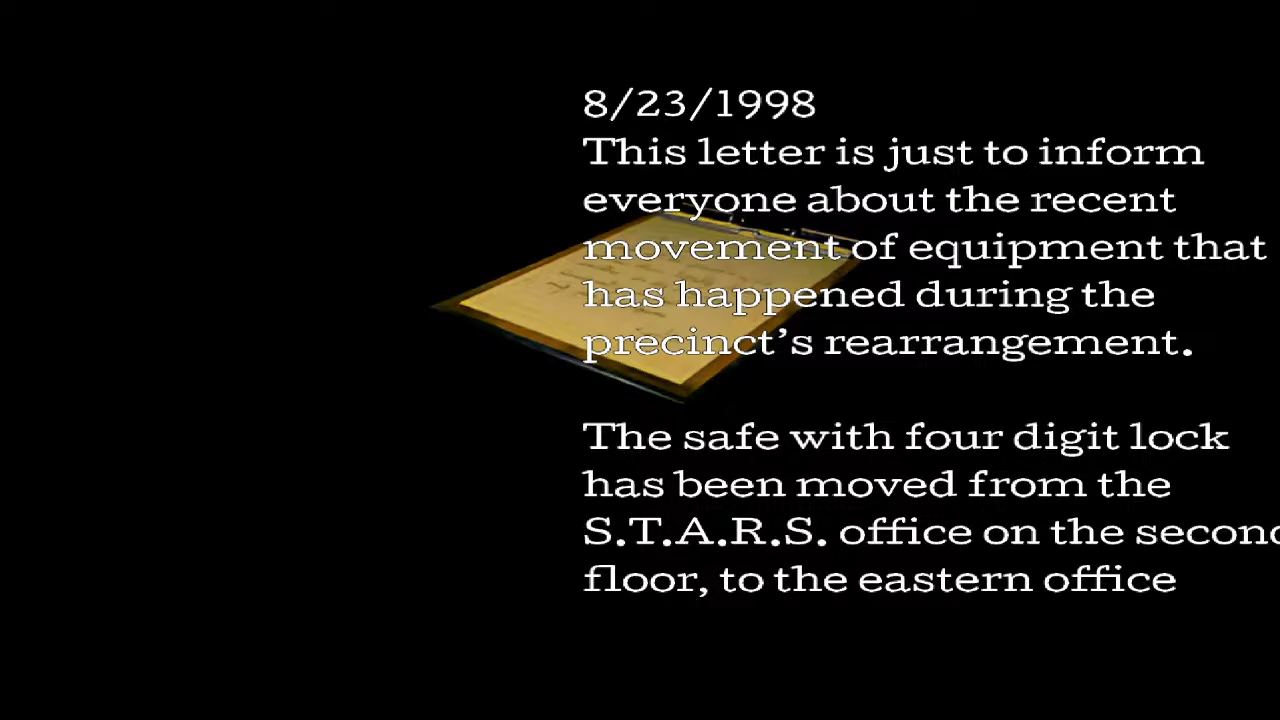 8/23/1998
This letter is just to inform
everyone about the recent
movement of equipment that
has happened during the
precinct’s rearrangement.
The safe with four digit lock
has been moved from the
S.T.A.R.S. office on the second
floor, to the eastern office